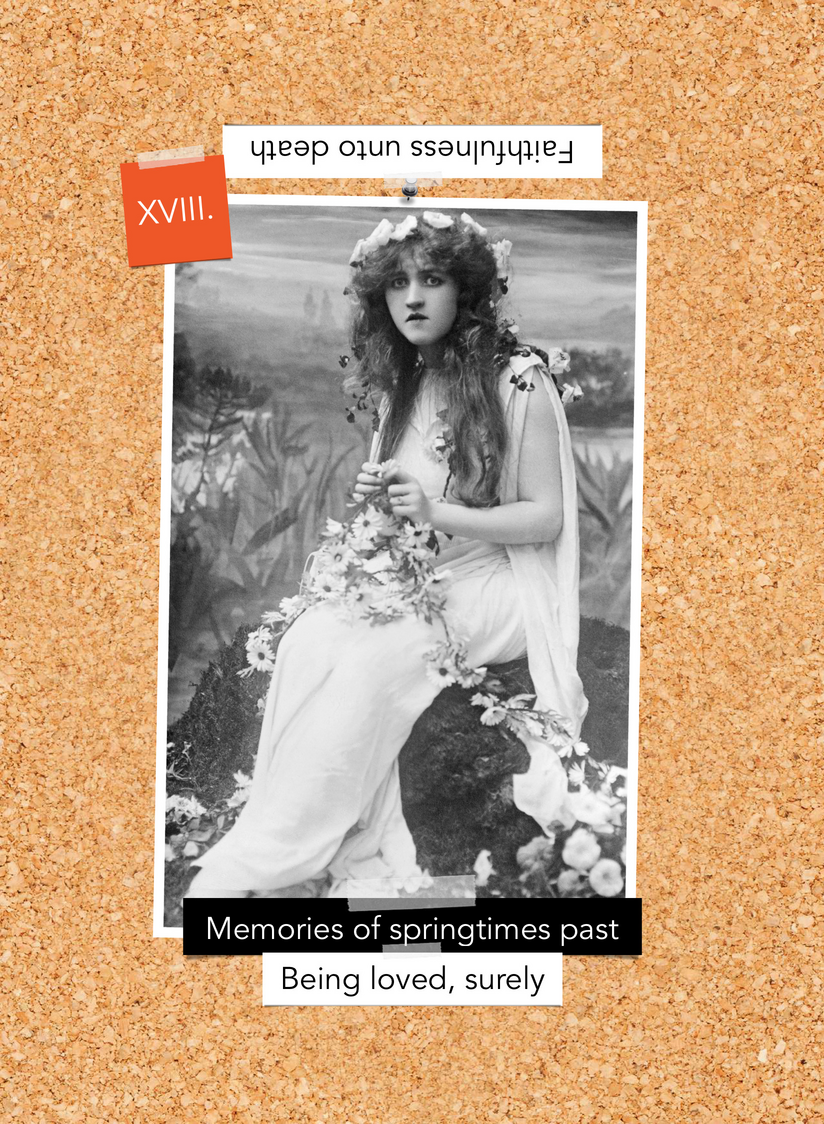 Faithfulness unto death
XVIII.
Memories of springtimes past
Being loved, surely